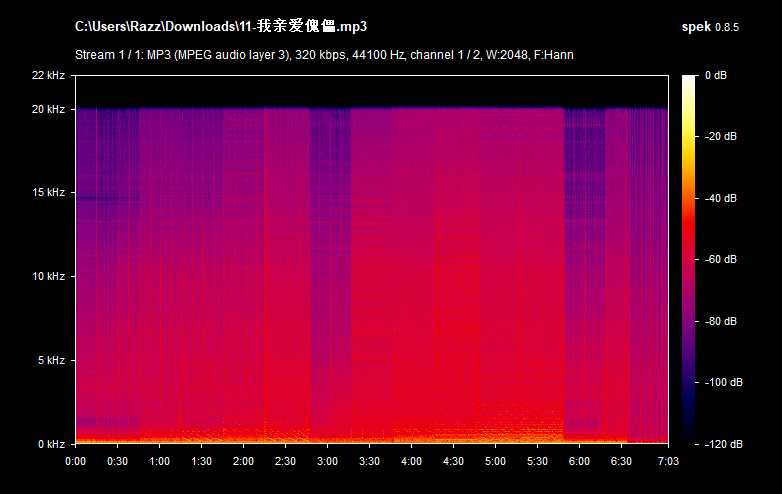 C:\Users\Razz\Downloads\11-我亲爱傀儡.mp3
spek 0.8.5
Stream 1 / 1: MP3 (MPEG audio layer 3), 320 kbps, 44100 Hz, channel 1 / 2, W:2048, F:Hann
22 kHz
20 kHz
15 kHz
10 kHz
5 kHz
0 kHz
0:00 0:30 1:00 1:30 2:00 2:30 3:00 3:30 4:00 4:30 5:00 5:30 6:00 6:30 7:03
0 dB
-20 dB
-40 dB
-60 dB
-80 dB
-100 dB
-120 dB